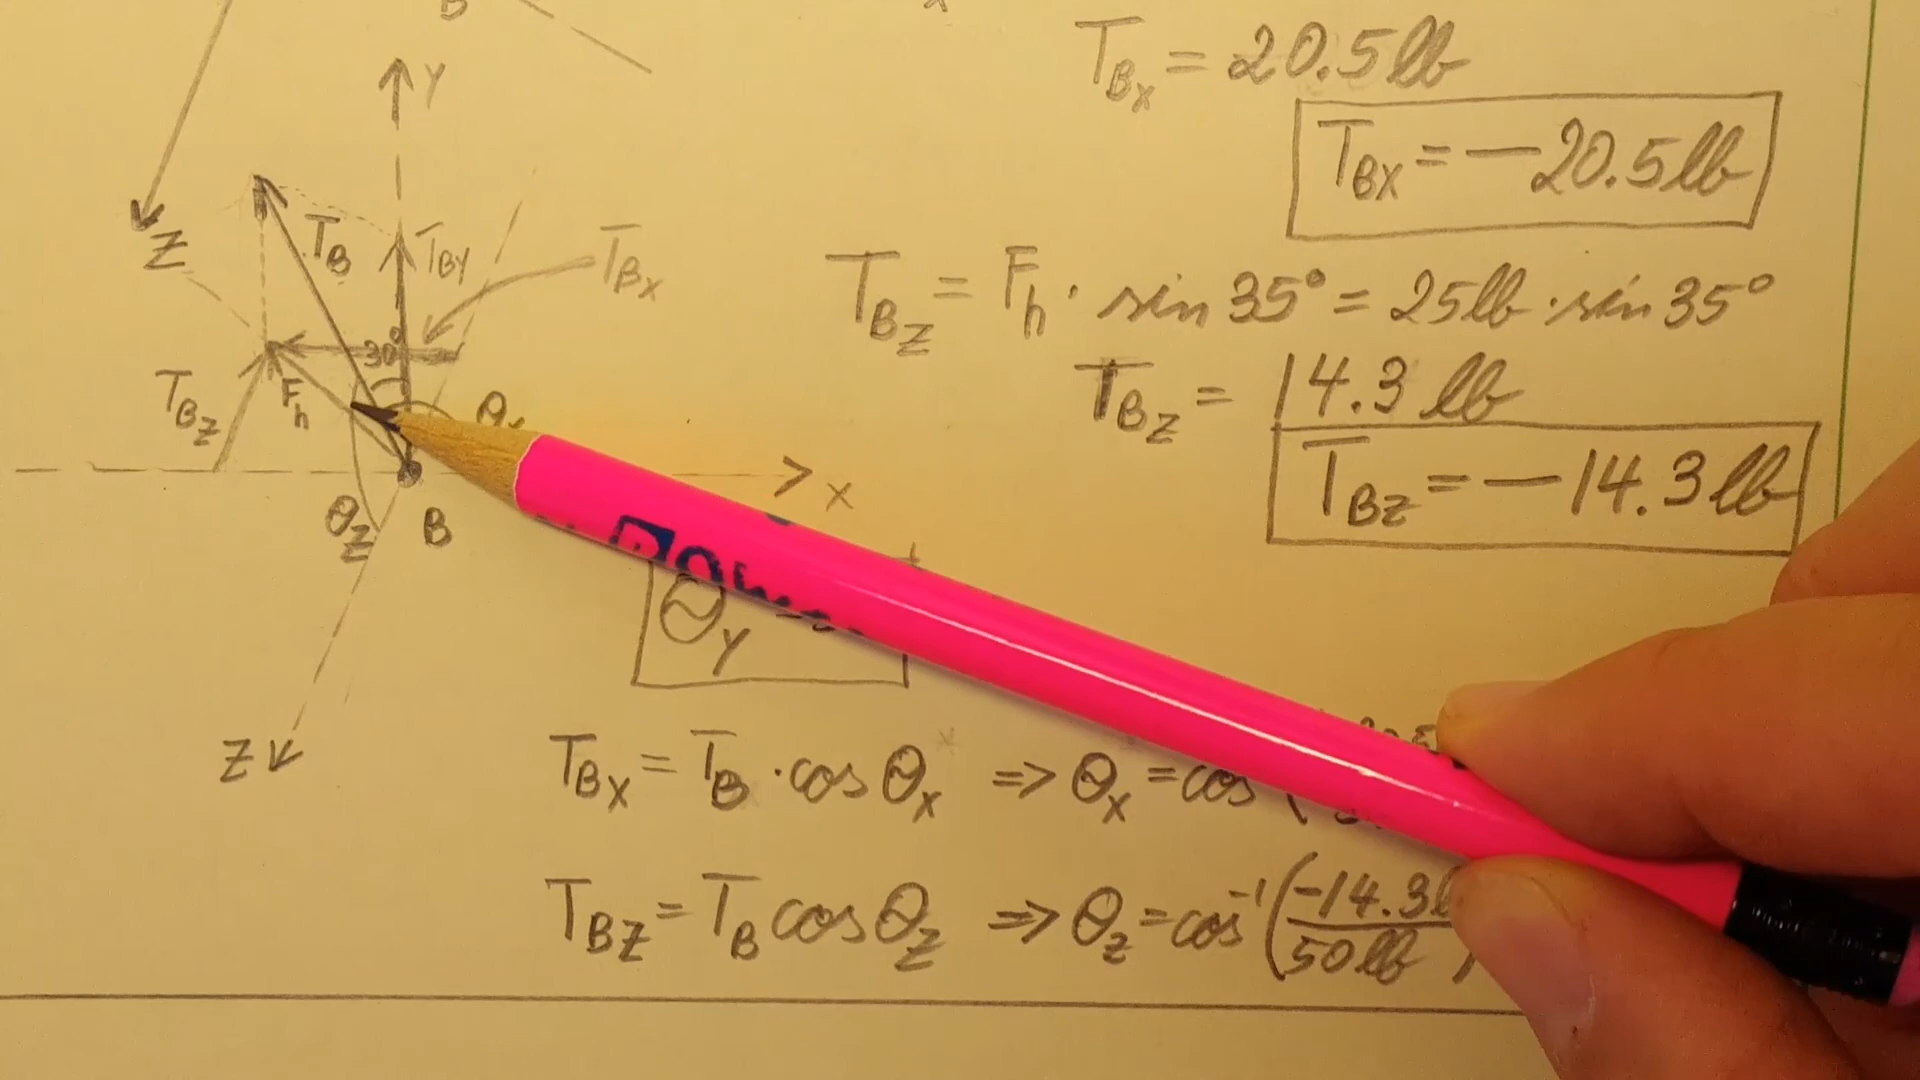 B
x
T_Bx = 20.5 lb
Y
T_Bx = -20.5 lb
Z
T_B
T_By
T_Bx
T_Bz = F_h · sin 35° = 25 lb · sin 35°
30°
T_Bz
F_h
T_Bz = 14.3 lb
T_Bz = -14.3 lb
> x
θ_z
B
θ_y
Z
T_Bx = T_B · cos θ_x => θ_x = cos
T_Bz = T_B cos θ_z => θ_z = cos⁻¹(-14.3
50 lb